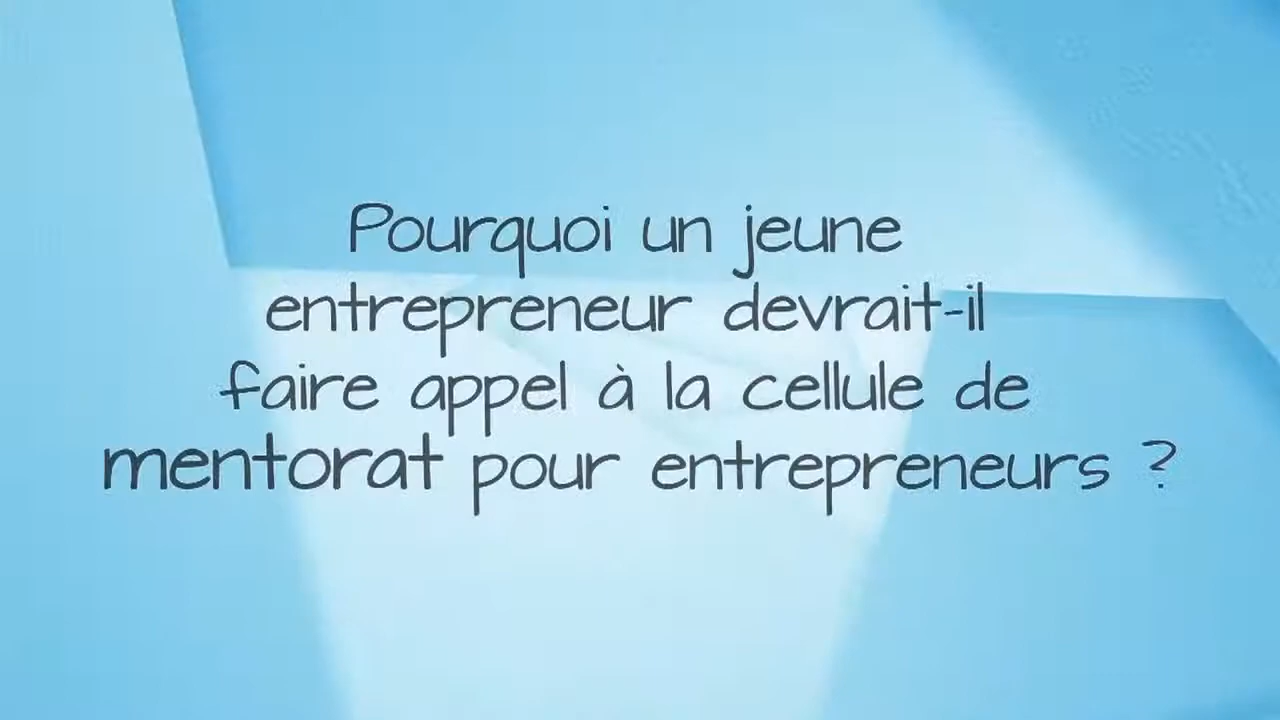 Pourquoi un jeune
entrepreneur devrait-il
faire appel à la cellule de
mentorat pour entrepreneurs ?